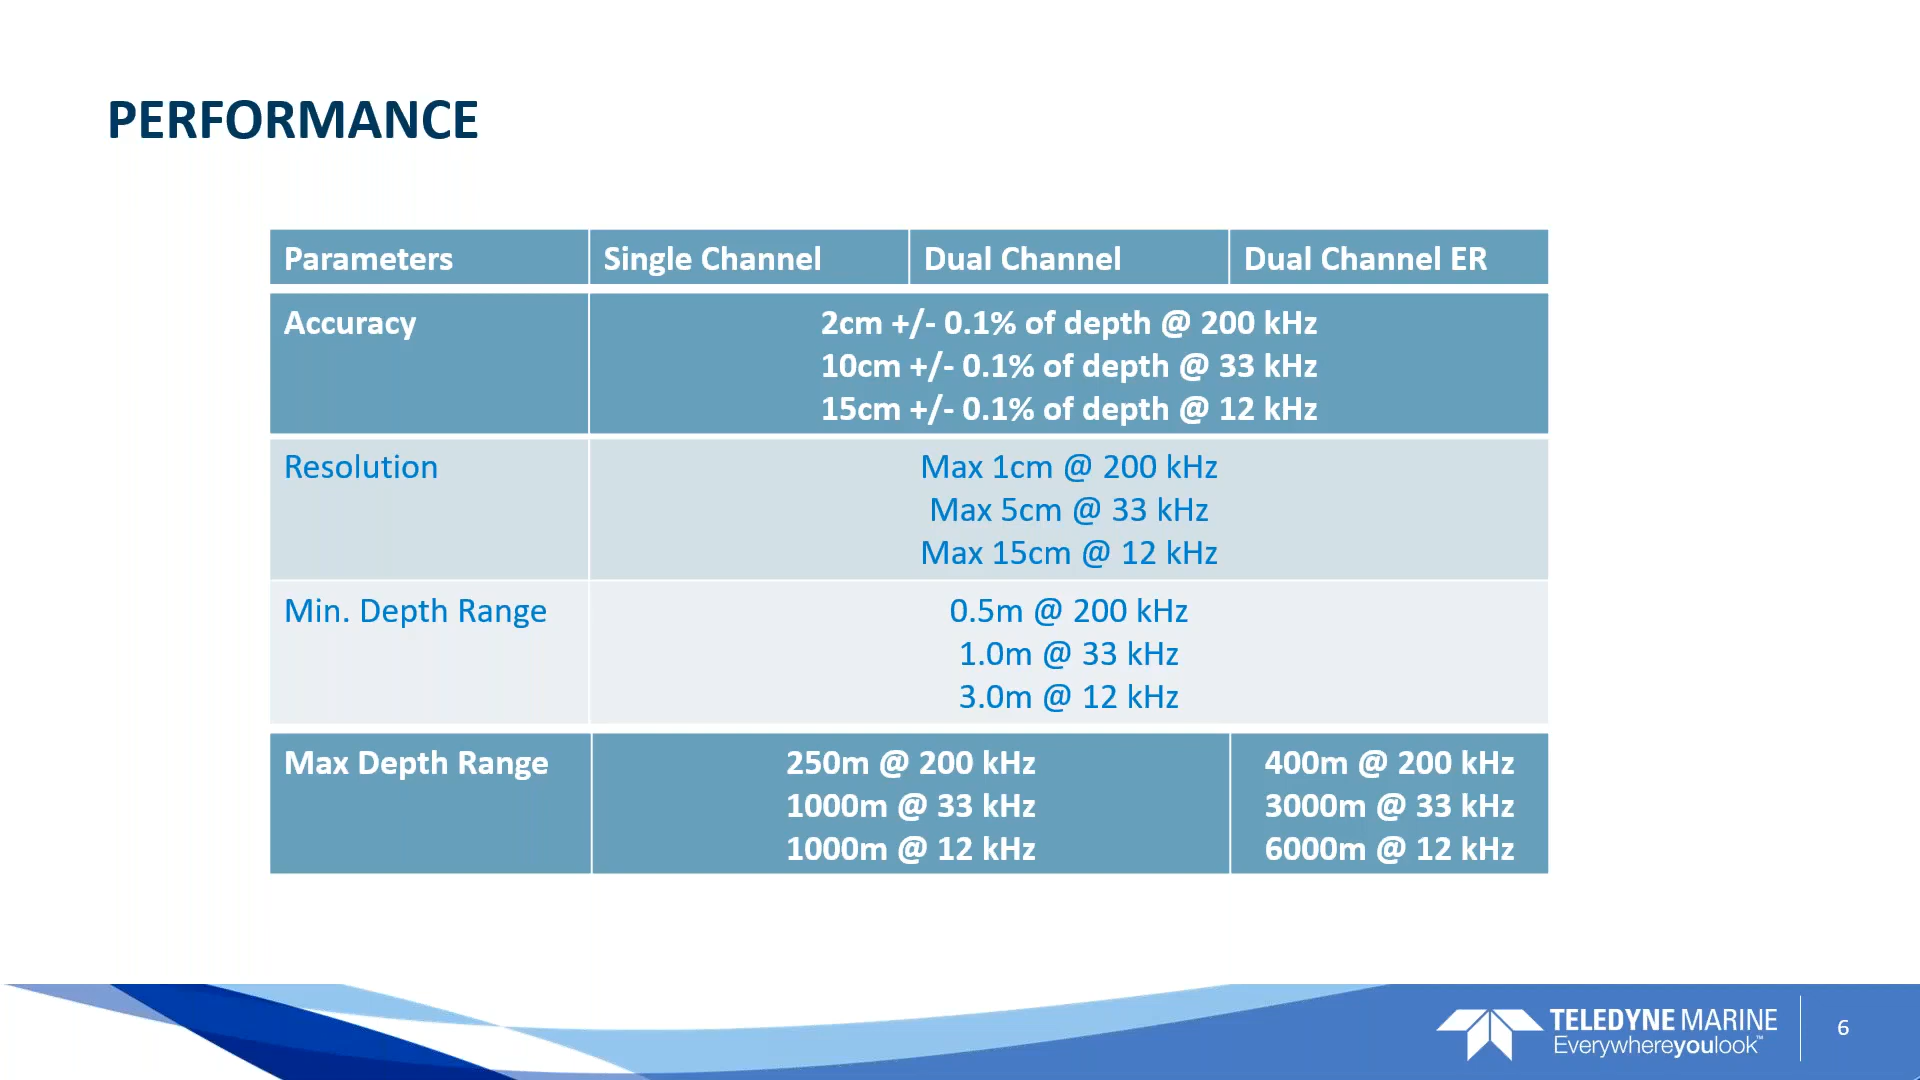 PERFORMANCE
Parameters Single Channel Dual Channel Dual Channel ER
Accuracy 2cm +/- 0.1% of depth @ 200 kHz
10cm +/- 0.1% of depth @ 33 kHz
15cm +/- 0.1% of depth @ 12 kHz
Resolution Max 1cm @ 200 kHz
Max 5cm @ 33 kHz
Max 15cm @ 12 kHz
Min. Depth Range 0.5m @ 200 kHz
1.0m @ 33 kHz
3.0m @ 12 kHz
Max Depth Range 250m @ 200 kHz 400m @ 200 kHz
1000m @ 33 kHz 3000m @ 33 kHz
1000m @ 12 kHz 6000m @ 12 kHz
TELEDYNE MARINE
Everywhereyoulook™
6